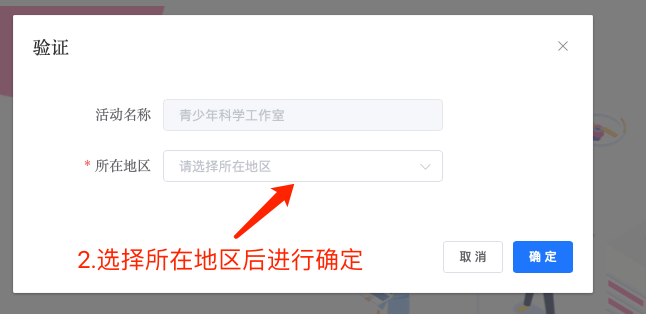 验证
活动名称 青少年科学工作室
* 所在地区 请选择所在地区
2.选择所在地区后进行确定
取 消 确 定